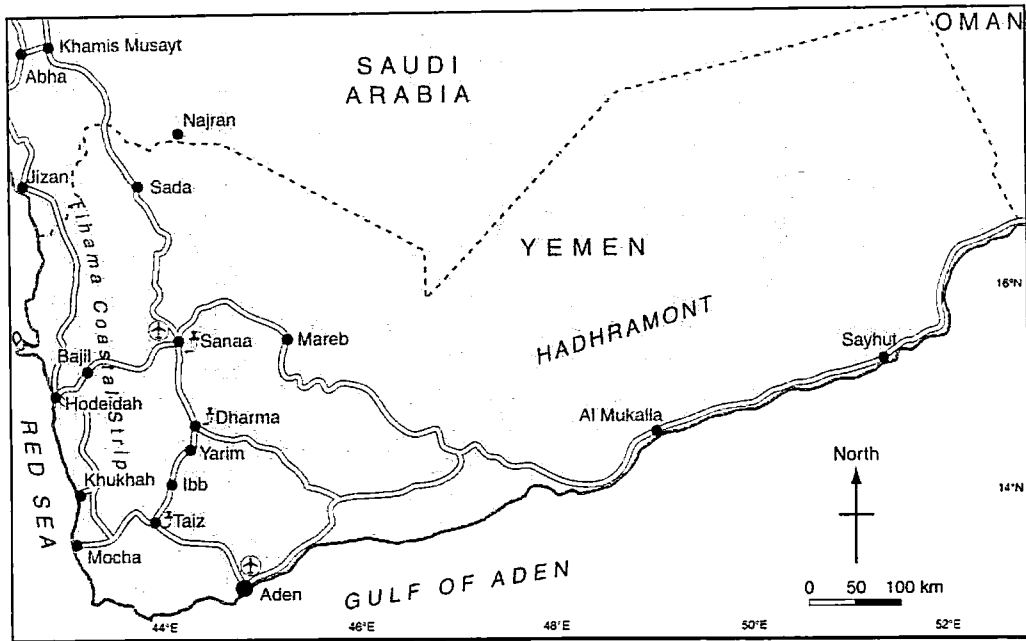 OMAN
Khamis Musayt
SAUDI
ARABIA
Abha
Najran
Jizan
Sada
Tihama Coastal Strip
YEMEN
16°N
HADHRAMONT
Sanaa
Mareb
Bajil
Sayhut
Hodeidah
Dharma
Al Mukalla
RED SEA
Yarim
North
Khukhah
Ibb
14°N
Taiz
Mocha
Aden
GULF OF ADEN
0 50 100 km
44°E
46°E
48°E
50°E
52°E